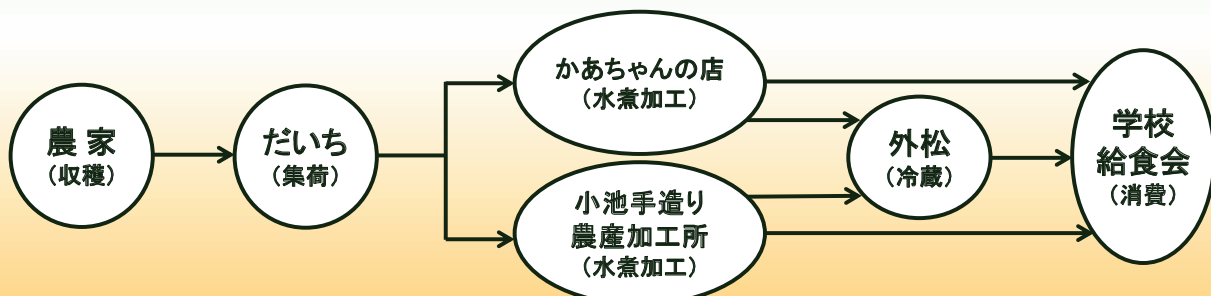 農家
（収穫）
だいち
（集荷）
かあちゃんの店
（水煮加工）
小池手造り
農産加工所
（水煮加工）
外松
（冷蔵）
学校
給食会
（消費）